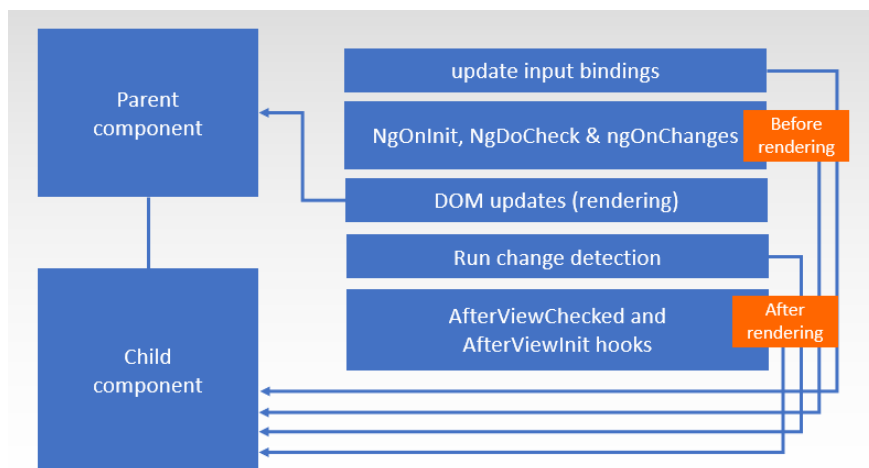 Parent
component
update input bindings
NgOnInit, NgDoCheck & ngOnChanges
Before
rendering
DOM updates (rendering)
Run change detection
AfterViewChecked and
AfterViewInit hooks
After
rendering
Child
component